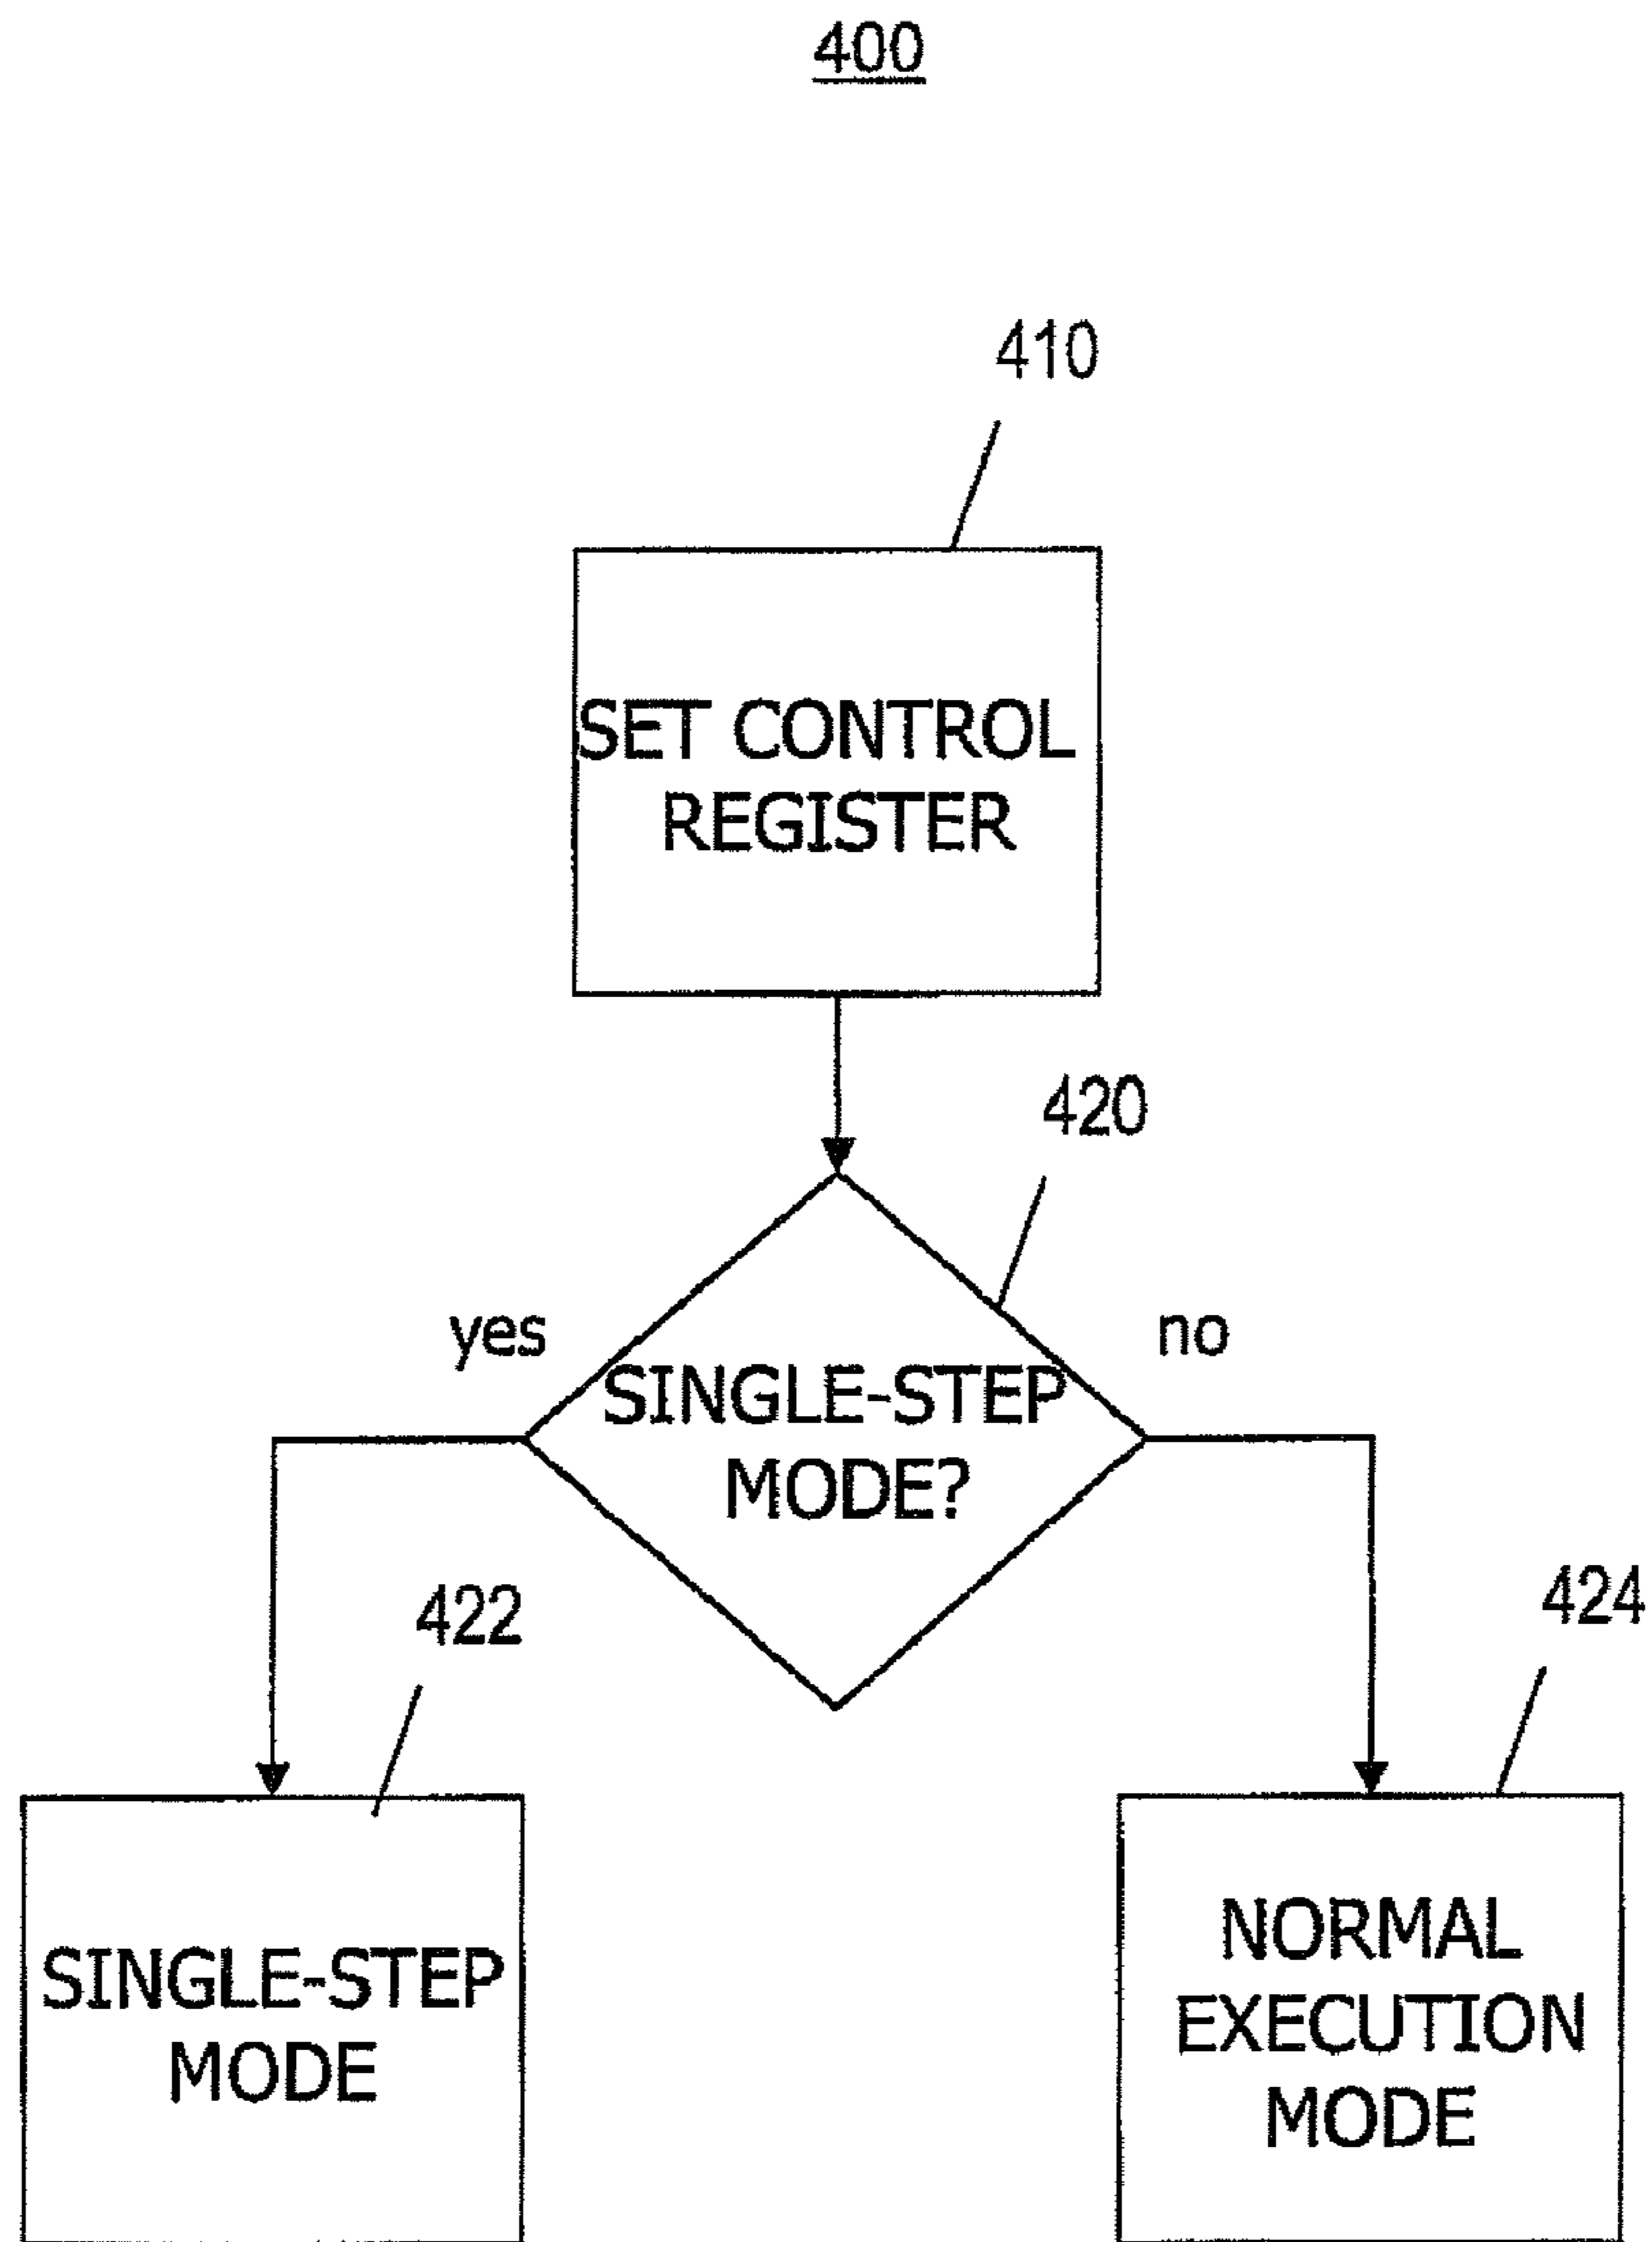 400
410
SET CONTROL
REGISTER
420
yes
no
SINGLE-STEP
MODE?
422
424
SINGLE-STEP
MODE
NORMAL
EXECUTION
MODE